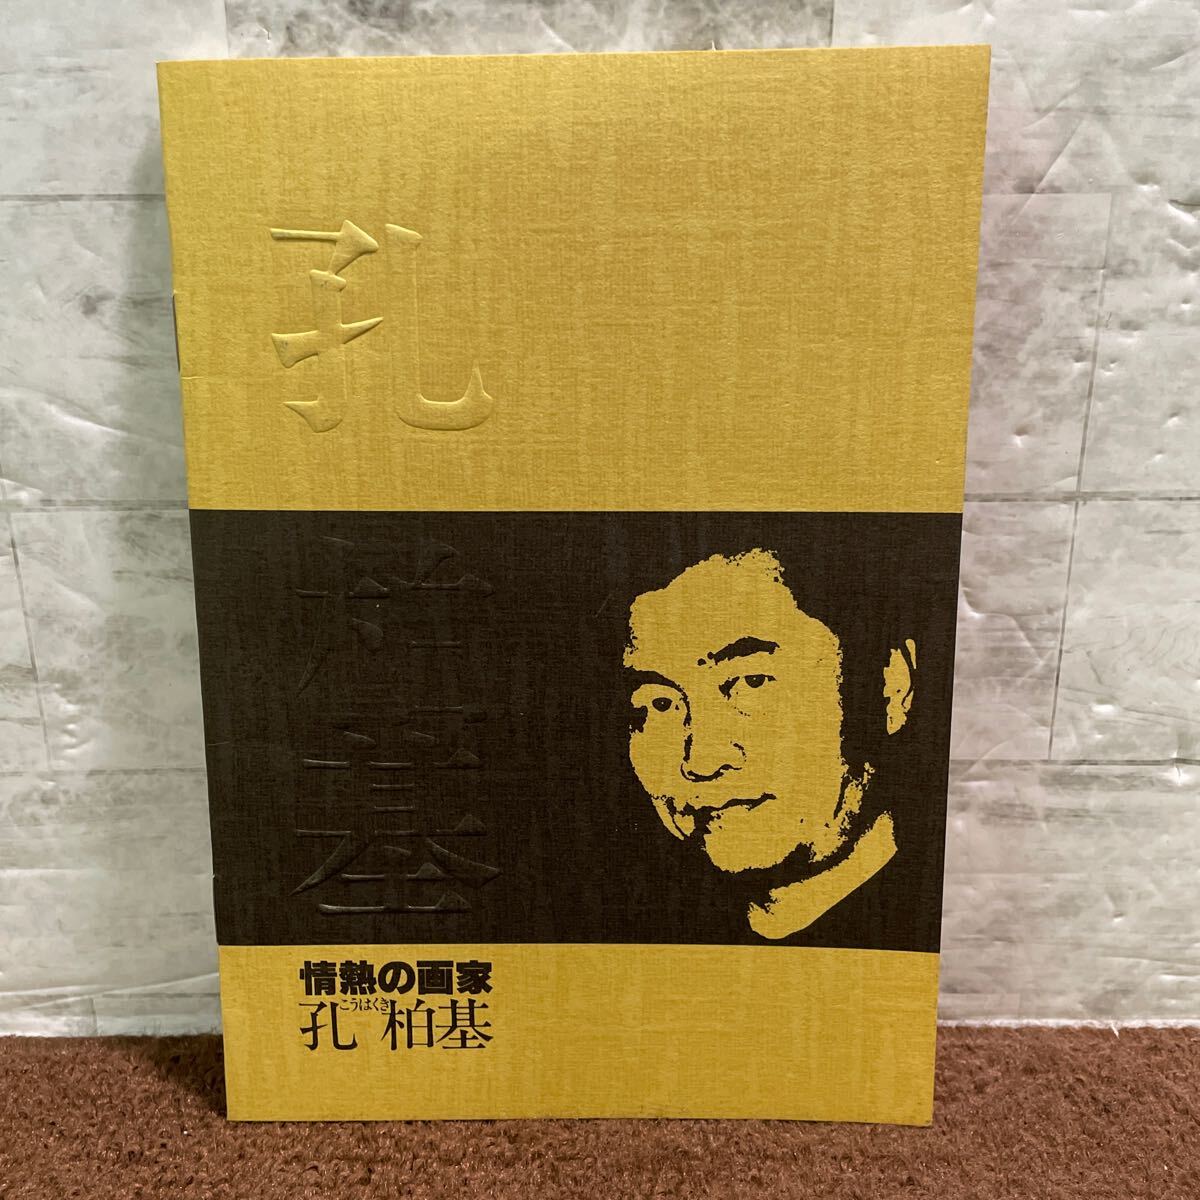 孔
柏
基
情熱の画家
こうはくき
孔 柏基